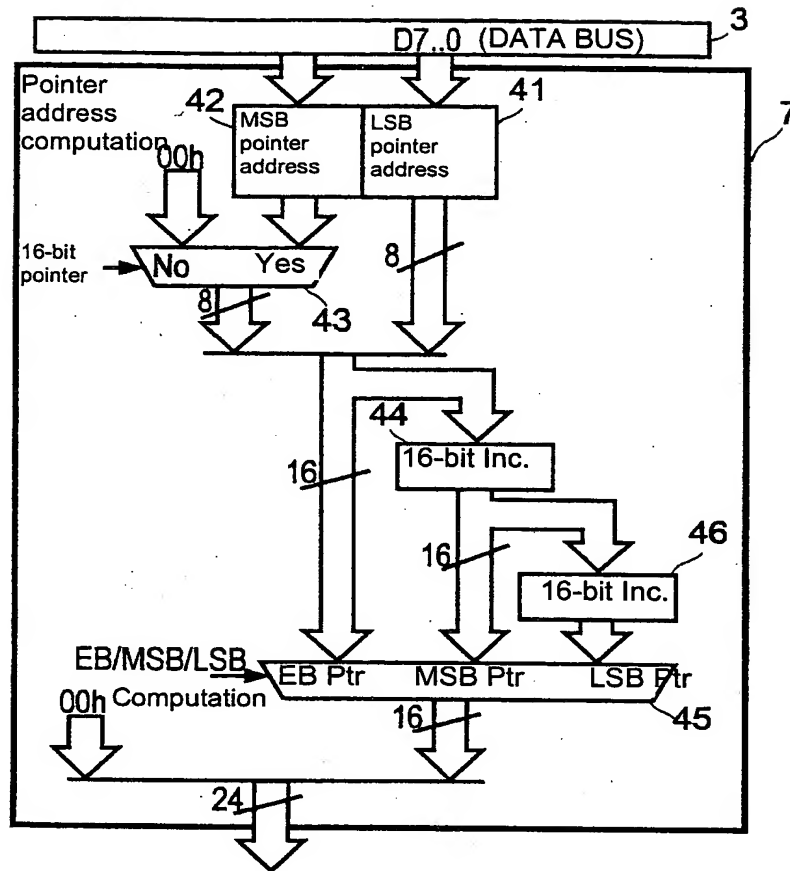 3
D7..0 (DATA BUS)
Pointer
address
computation
42
41
7
MSB
pointer
address
LSB
pointer
address
00h
16-bit
pointer
No
Yes
8
8
43
44
16-bit Inc.
16
16
46
16-bit Inc.
EB/MSB/LSB
Computation
EB Ptr
MSB Ptr
LSB Ptr
00h
16
45
24